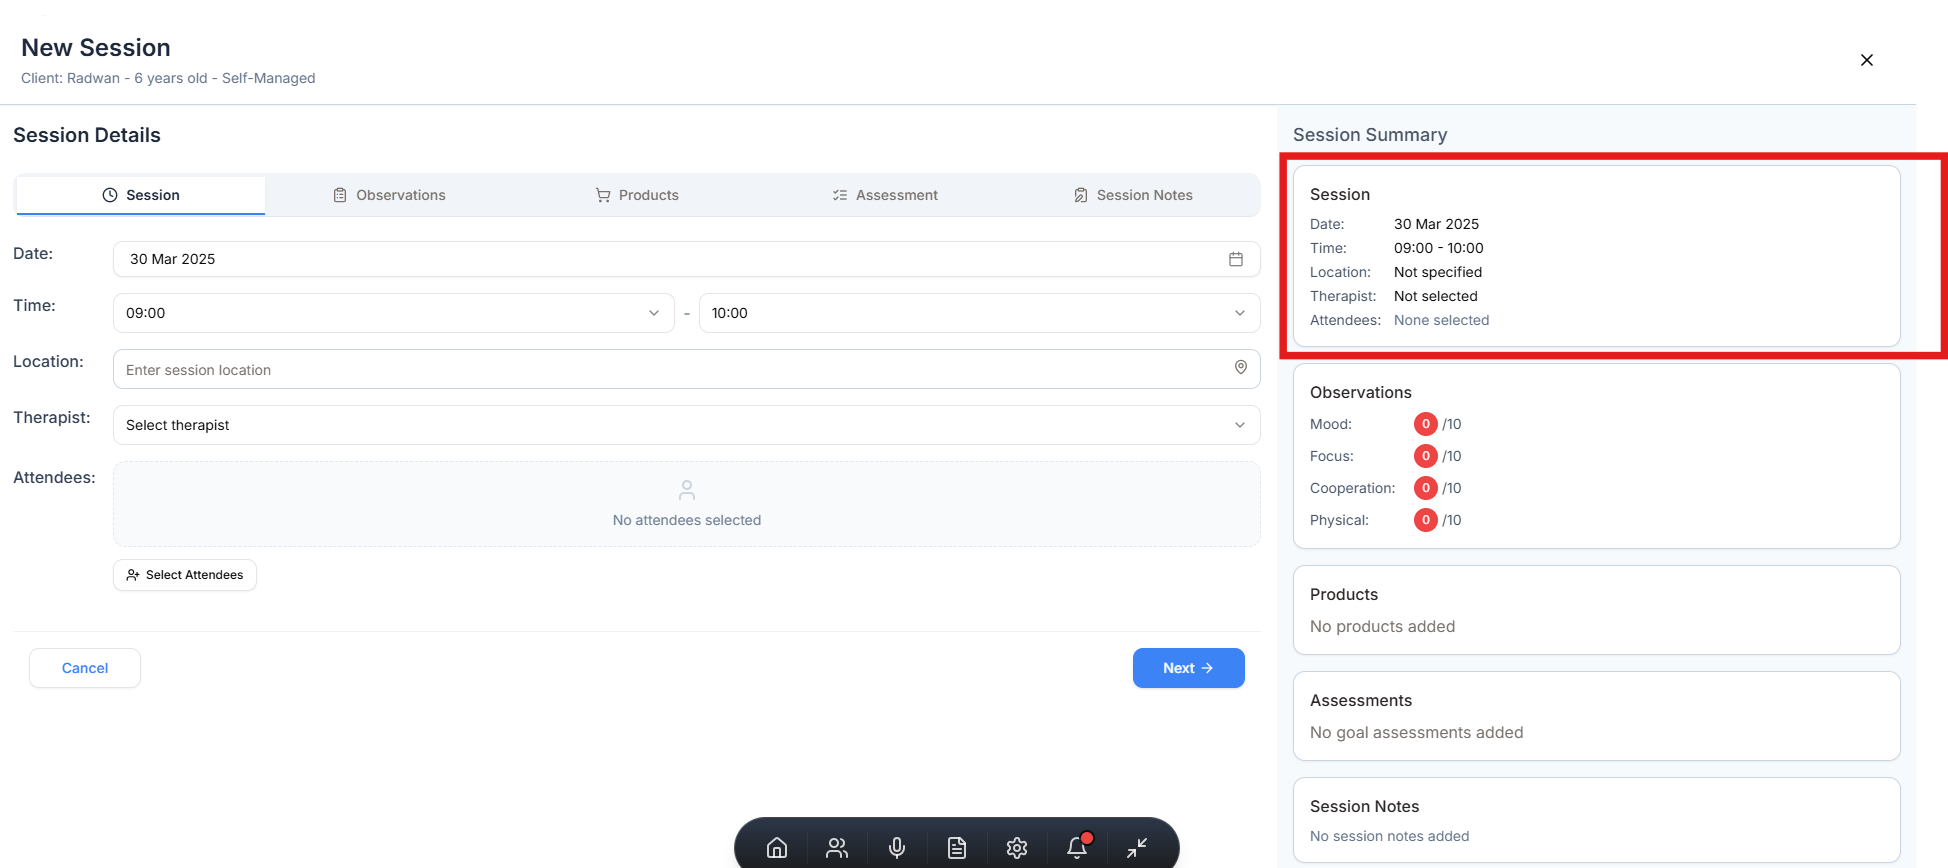 New Session
Client: Radwan - 6 years old - Self-Managed
Session Details
Session
Observations
Products
Assessment
Session Notes
Date:
30 Mar 2025
Time:
09:00
-
10:00
Location:
Enter session location
Therapist:
Select therapist
Attendees:
No attendees selected
Select Attendees
Cancel
Next →
Session Summary
Session
Date: 30 Mar 2025
Time: 09:00 - 10:00
Location: Not specified
Therapist: Not selected
Attendees: None selected
Observations
Mood: 0 /10
Focus: 0 /10
Cooperation: 0 /10
Physical: 0 /10
Products
No products added
Assessments
No goal assessments added
Session Notes
No session notes added